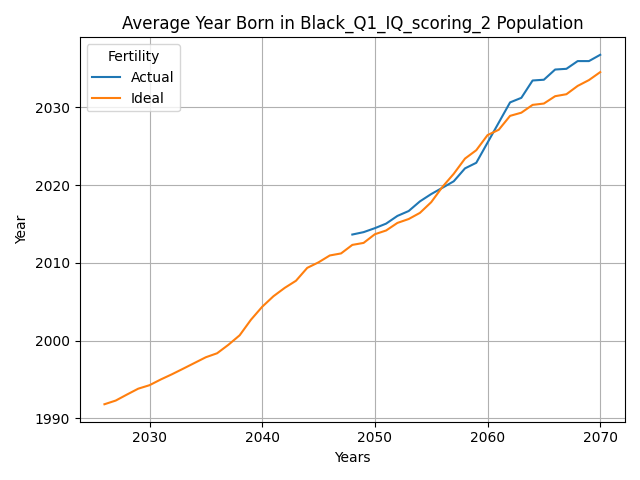 Average Year Born in Black_Q1_IQ_scoring_2 Population
Fertility
Actual
Ideal
Year
2030
2020
2010
2000
1990
2030 2040 2050 2060 2070
Years